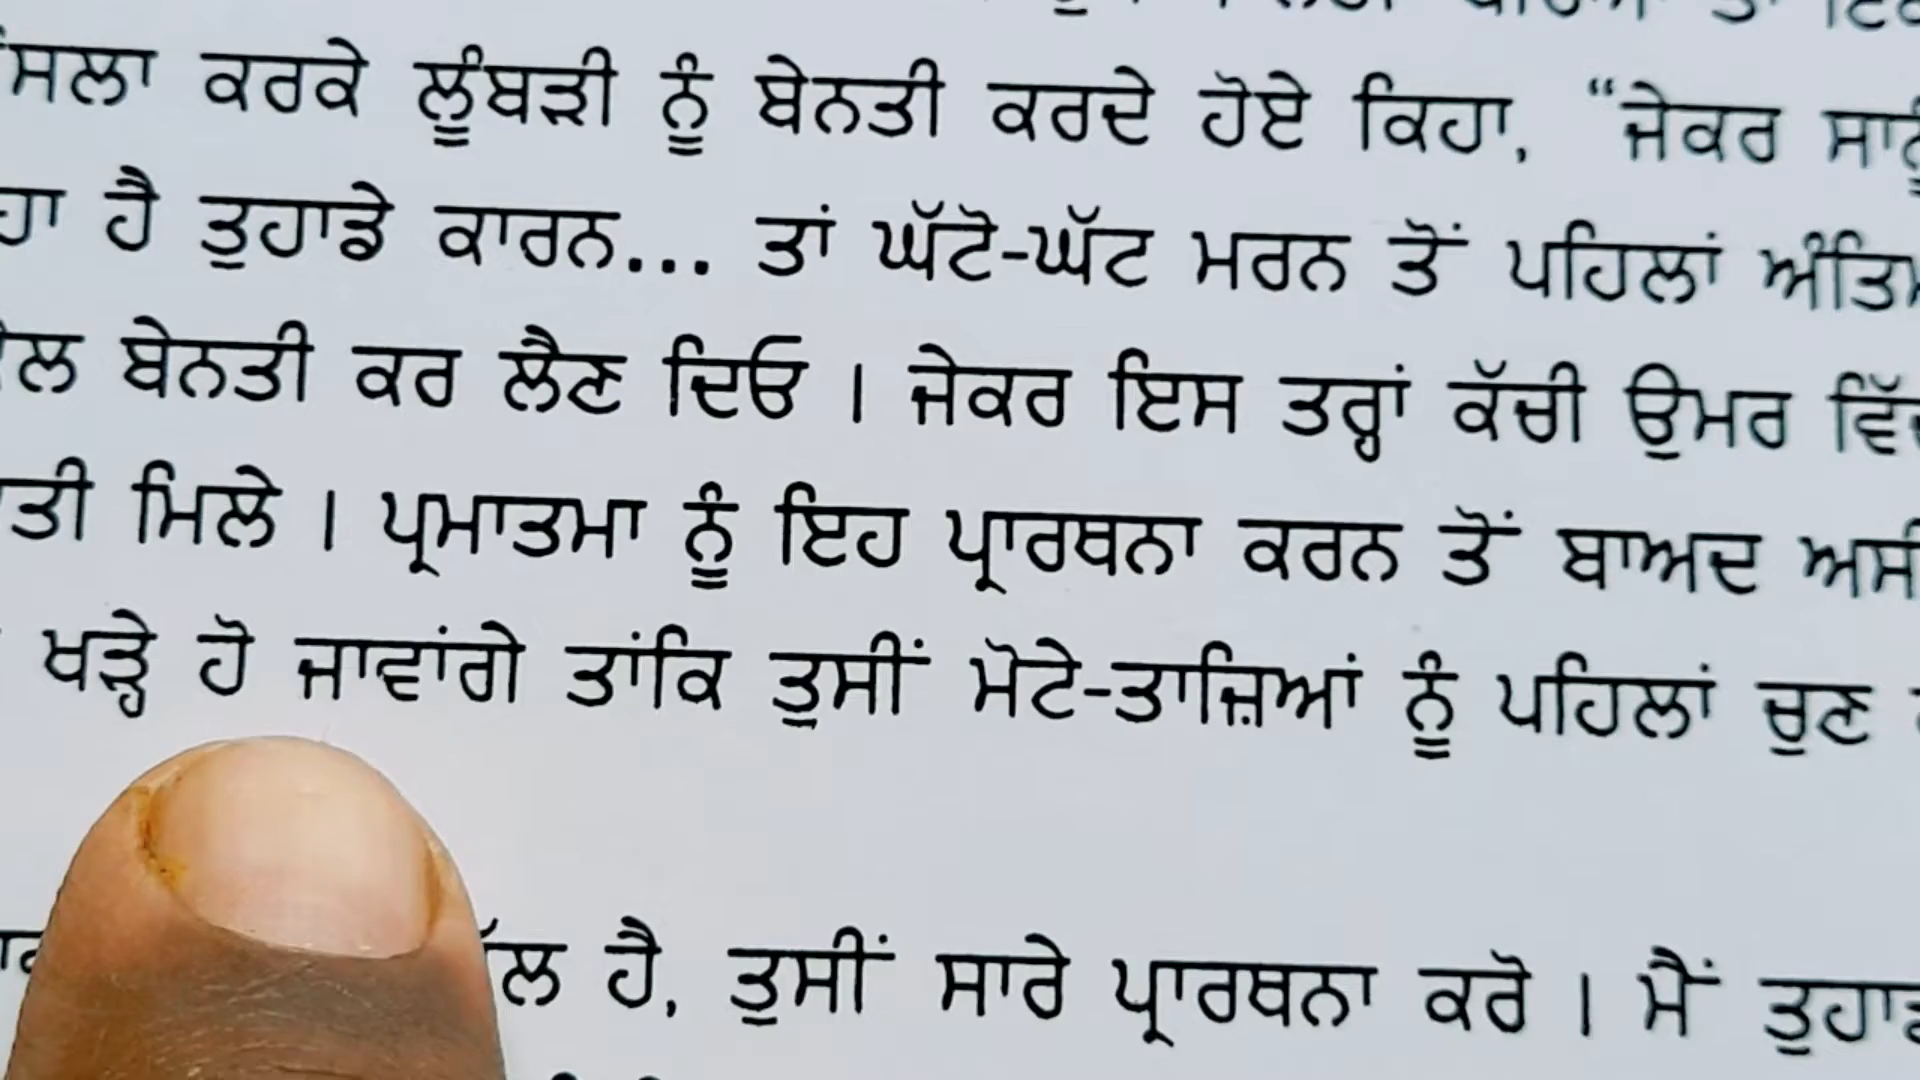 ਕਰਕੇ ਲੂੰਬੜੀ ਨੂੰ ਬੇਨਤੀ ਕਰਦੇ ਹੋਏ ਕਿਹਾ, “ਜੇਕਰ
ਹੈ ਤੁਹਾਡੇ ਕਾਰਨ... ਤਾਂ ਘੱਟੋ-ਘੱਟ ਮਰਨ ਤੋਂ ਪਹਿਲਾਂ
ਬੇਨਤੀ ਕਰ ਲੈਣ ਦਿਓ । ਜੇਕਰ ਇਸ ਤਰ੍ਹਾਂ ਕੱਚੀ ਉਮਰ
ਮਿਲੇ । ਪ੍ਰਮਾਤਮਾ ਨੂੰ ਇਹ ਪ੍ਰਾਰਥਨਾ ਕਰਨ ਤੋਂ ਬਾਅਦ
ਖੜ੍ਹੇ ਹੋ ਜਾਵਾਂਗੇ ਤਾਂਕਿ ਤੁਸੀਂ ਮੋਟੇ-ਤਾਜ਼ਿਆਂ ਨੂੰ ਪਹਿਲਾਂ ਚੁਣ
ਹੈ, ਤੁਸੀਂ ਸਾਰੇ ਪ੍ਰਾਰਥਨਾ ਕਰੋ । ਮੈਂ